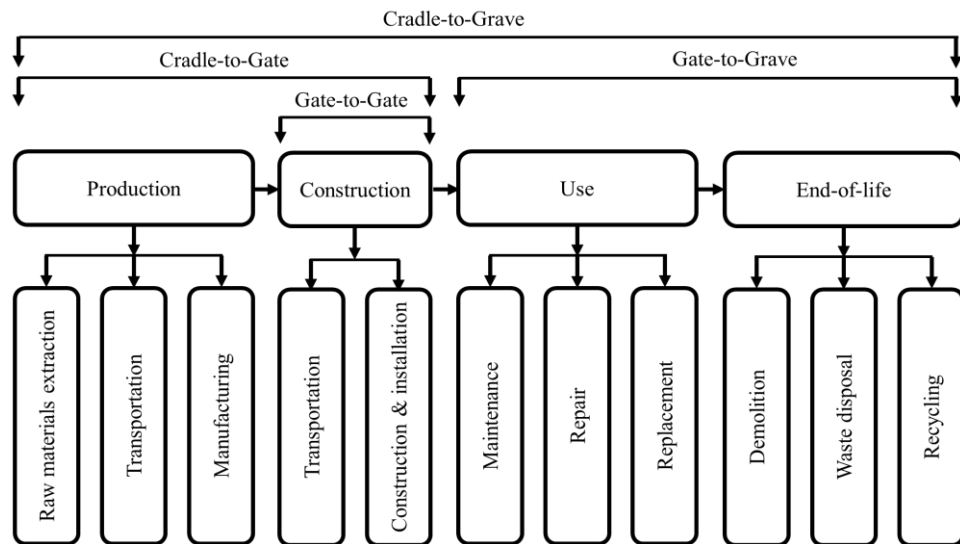 Cradle-to-Grave
Cradle-to-Gate
Gate-to-Grave
Gate-to-Gate
Production
Construction
Use
End-of-life
Raw materials extraction
Transportation
Manufacturing
Transportation
Construction & installation
Maintenance
Repair
Replacement
Demolition
Waste disposal
Recycling